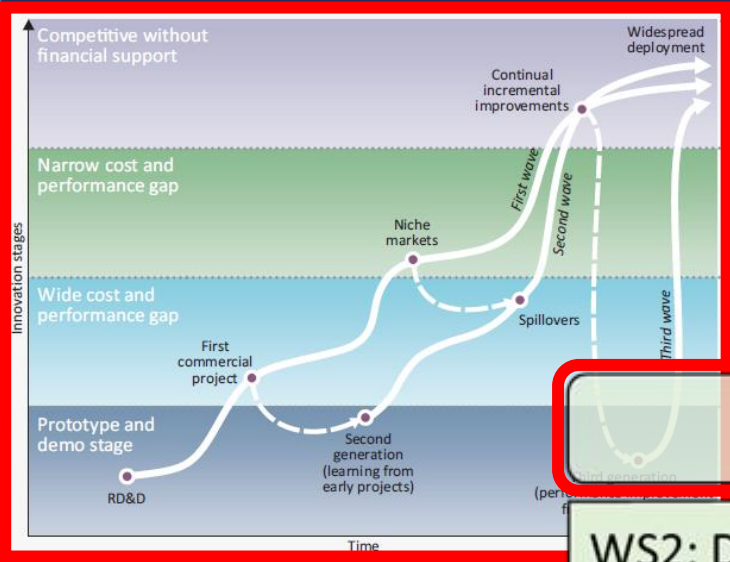 Competitive without
financial support
Widespread
deployment
Continual
incremental
improvements
Narrow cost and
performance gap
First wave
Second wave
Niche
markets
Innovation stages
Wide cost and
performance gap
Spillovers
Third wave
First
commercial
project
Prototype and
demo stage
Second
generation
(learning from
early projects)
RD&D
Third generation
Time
WS2: